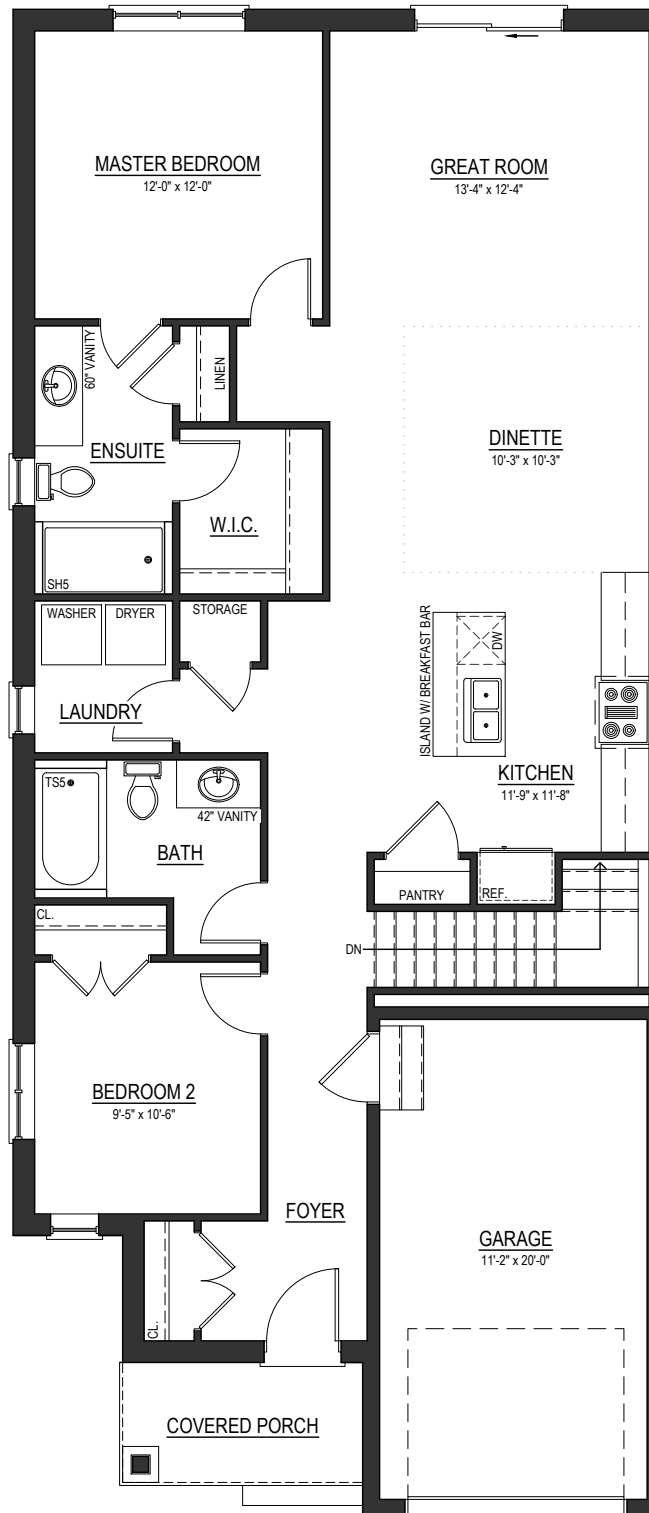 MASTER BEDROOM
12'-0" x 12'-0"
GREAT ROOM
13'-4" x 12'-4"
60" VANITY
LINEN
ENSUITE
DINETTE
10'-3" x 10'-3"
W.I.C.
SH5
WASHER
DRYER
STORAGE
LAUNDRY
ISLAND W/ BREAKFAST BAR
DW
KITCHEN
11'-9" x 11'-8"
TS5
42" VANITY
BATH
PANTRY
REF.
CL.
DN
BEDROOM 2
9'-5" x 10'-6"
FOYER
GARAGE
11'-2" x 20'-0"
CL.
COVERED PORCH